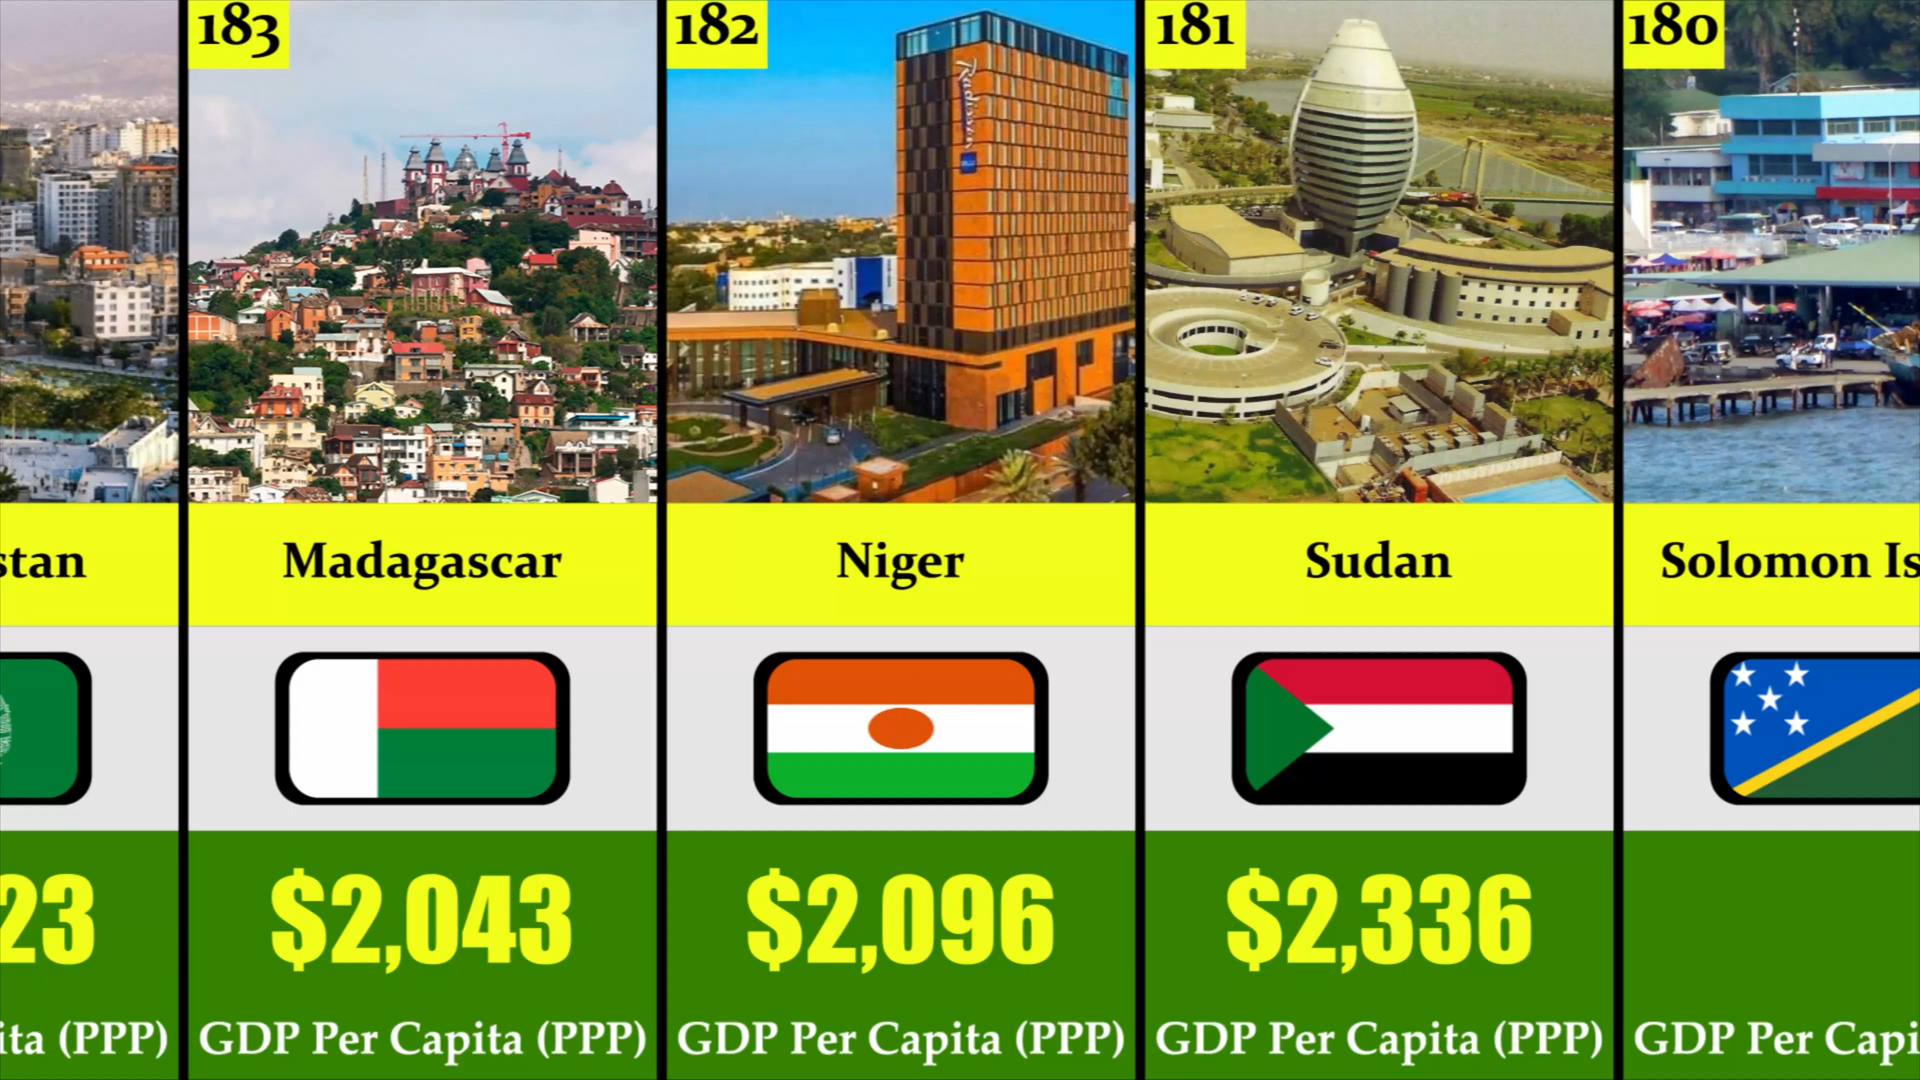 183
182
181
180
Radisson
stan
Madagascar
Niger
Sudan
Solomon Is
23
$2,043
$2,096
$2,336
ita (PPP)
GDP Per Capita (PPP)
GDP Per Capita (PPP)
GDP Per Capita (PPP)
GDP Per Capi